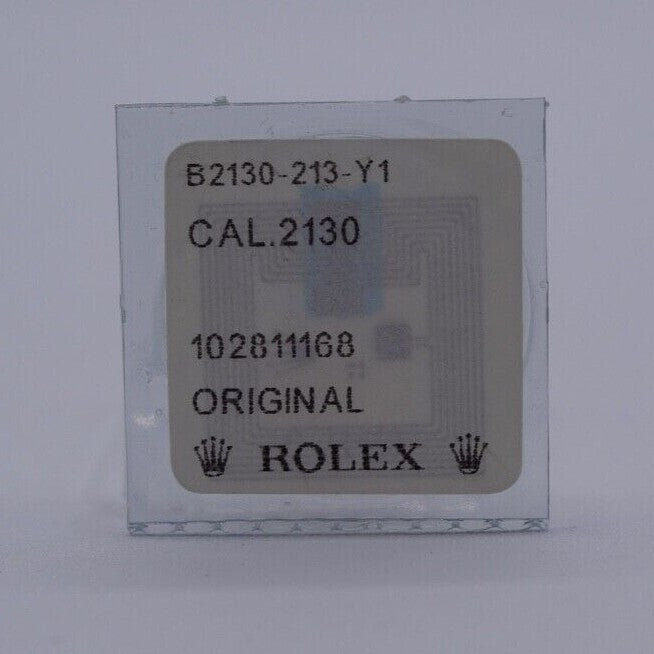 B2130-213-Y1
CAL.2130
102811168
ORIGINAL
ROLEX